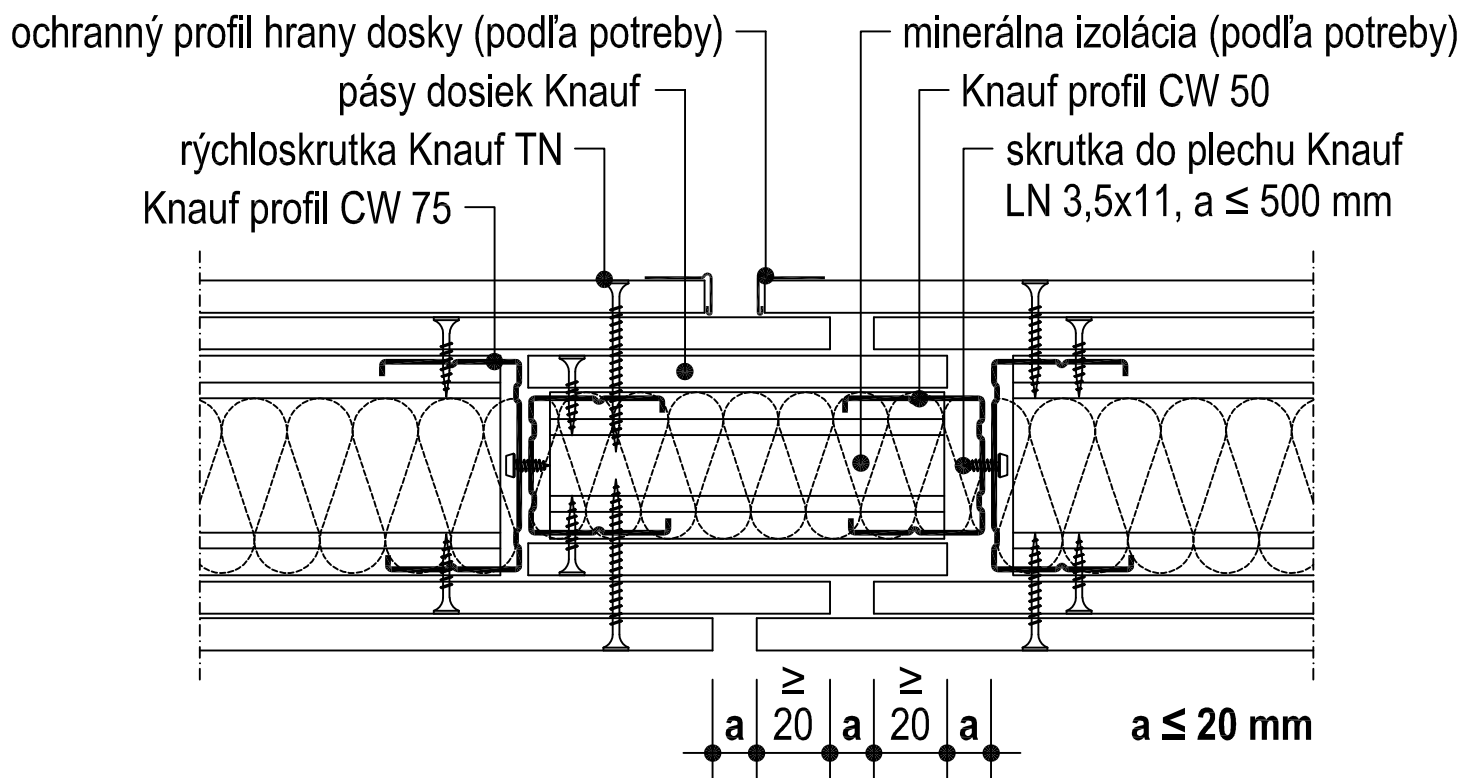 ochranný profil hrany dosky (podľa potreby)
pásy dosiek Knauf
rýchloskrutka Knauf TN
Knauf profil CW 75
minerálna izolácia (podľa potreby)
Knauf profil CW 50
skrutka do plechu Knauf
LN 3,5x11, a ≤ 500 mm
≥ ≥
a 20 a 20 a
a ≤ 20 mm